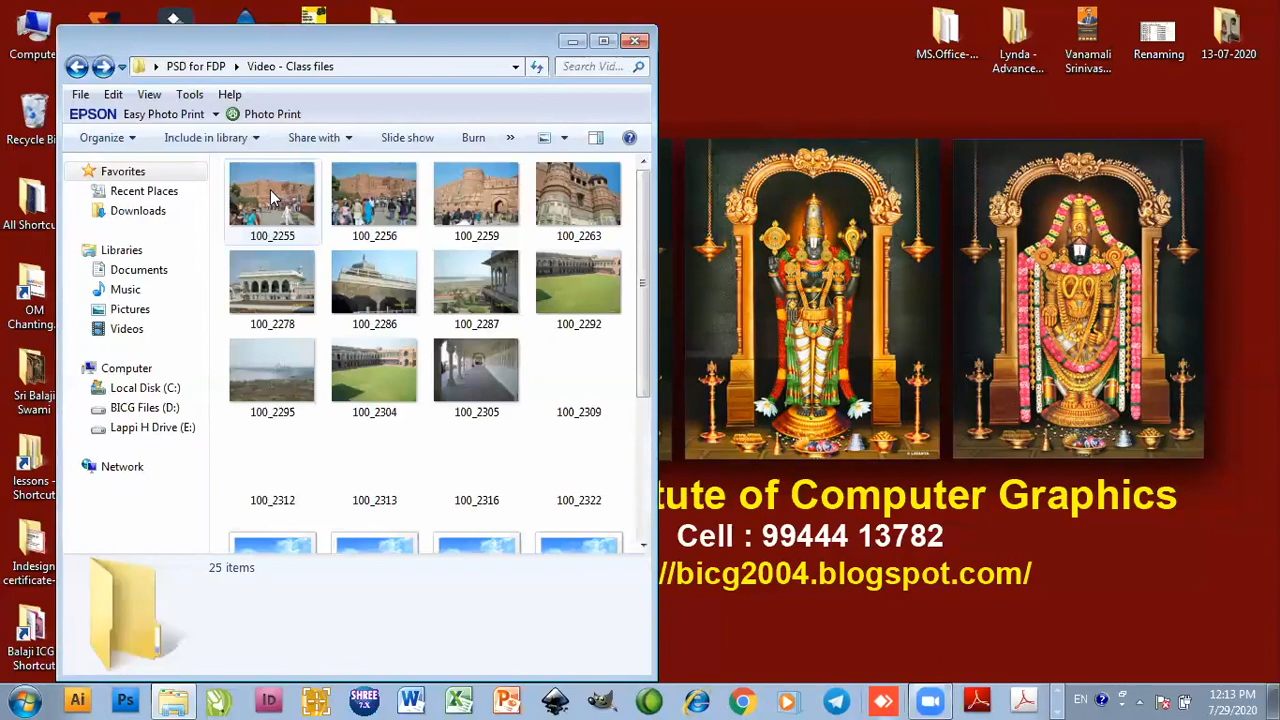 Compute
MS.Office-...
Lynda - Advance...
Vanamali Srinivas...
Renaming
13-07-2020
PSD for FDP
Video - Class files
Search Vid...
File Edit View Tools Help
EPSON Easy Photo Print Photo Print
Organize Include in library Share with Slide show Burn »
Recycle Bi
Favorites
Recent Places
Downloads
Libraries
Documents
Music
Pictures
Videos
Computer
Local Disk (C:)
BICG Files (D:)
Lappi H Drive (E:)
Network
100_2255 100_2256 100_2259 100_2263
100_2278 100_2286 100_2287 100_2292
100_2295 100_2304 100_2305 100_2309
100_2312 100_2313 100_2316 100_2322
25 items
All Shortcu
OM
Chanting.
Sri Balaji
Swami
lessons -
Shortcut
Indesign
certificate-
Balaji ICG
Shortcut
tute of Computer Graphics
Cell : 99444 13782
//bicg2004.blogspot.com/
Ai Ps Id SHREE 7.X
EN
12:13 PM
7/29/2020